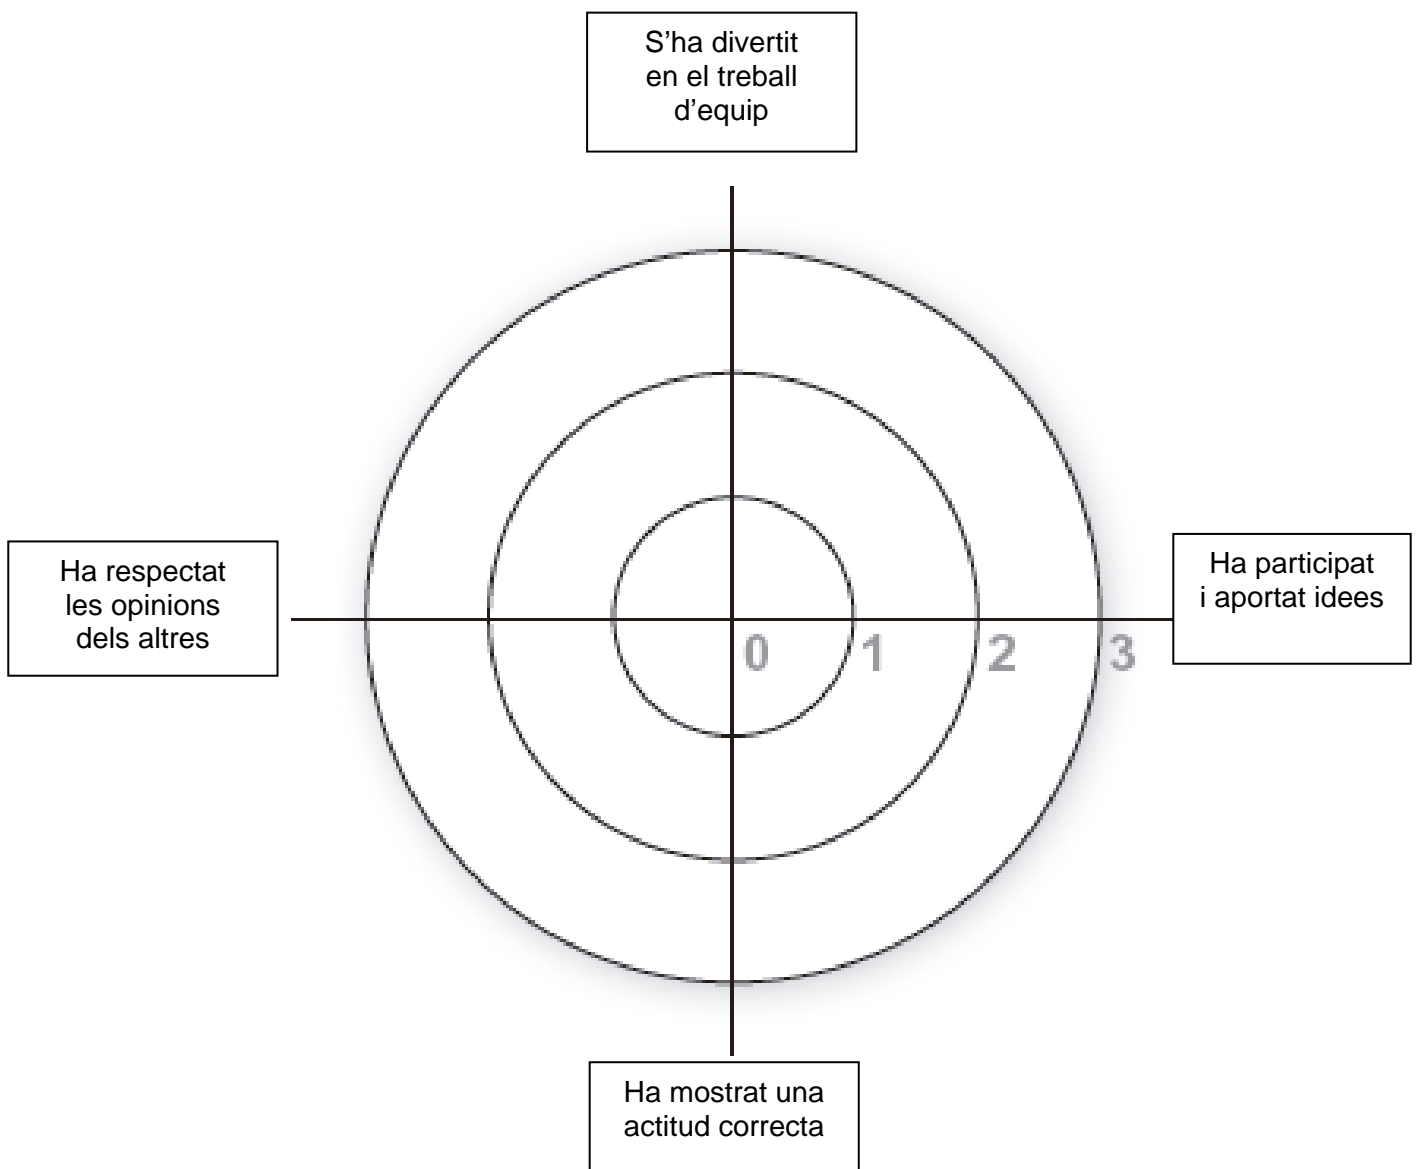 S’ha divertit
en el treball
d’equip
Ha respectat
les opinions
dels altres
Ha participat
i aportat idees
0 1 2 3
Ha mostrat una
actitud correcta